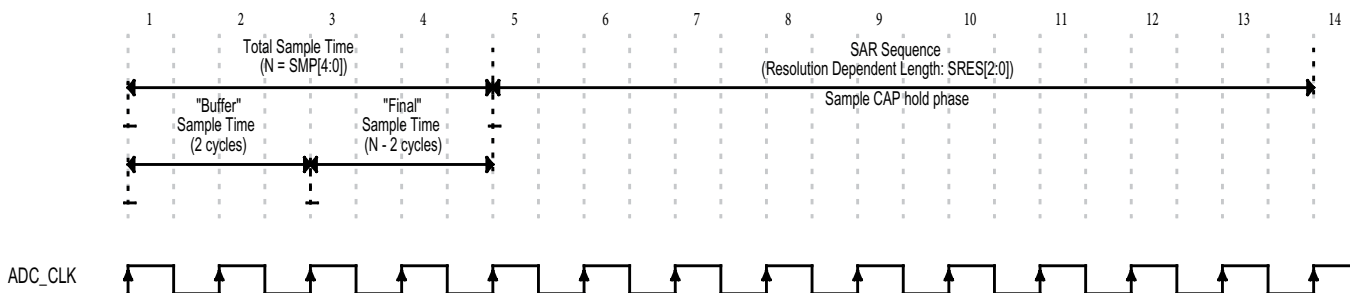 1 2 3 4 5 6 7 8 9 10 11 12 13 14
Total Sample Time
(N = SMP[4:0])
SAR Sequence
(Resolution Dependent Length: SRES[2:0])
Sample CAP hold phase
"Buffer"
Sample Time
(2 cycles)
"Final"
Sample Time
(N - 2 cycles)
ADC_CLK